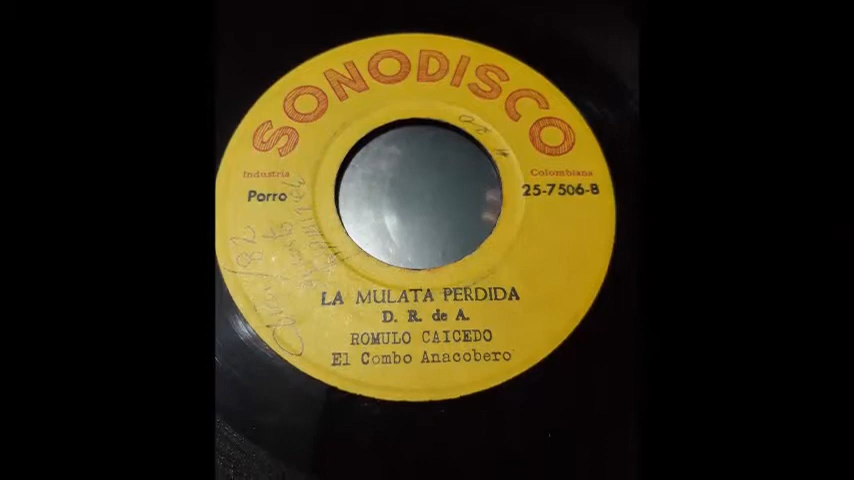 SONODISCO
Industria
Colombiana
Porro
25-7506-B
LA MULATA PERDIDA
D. R. de A.
ROMULO CAICEDO
El Combo Anacobero